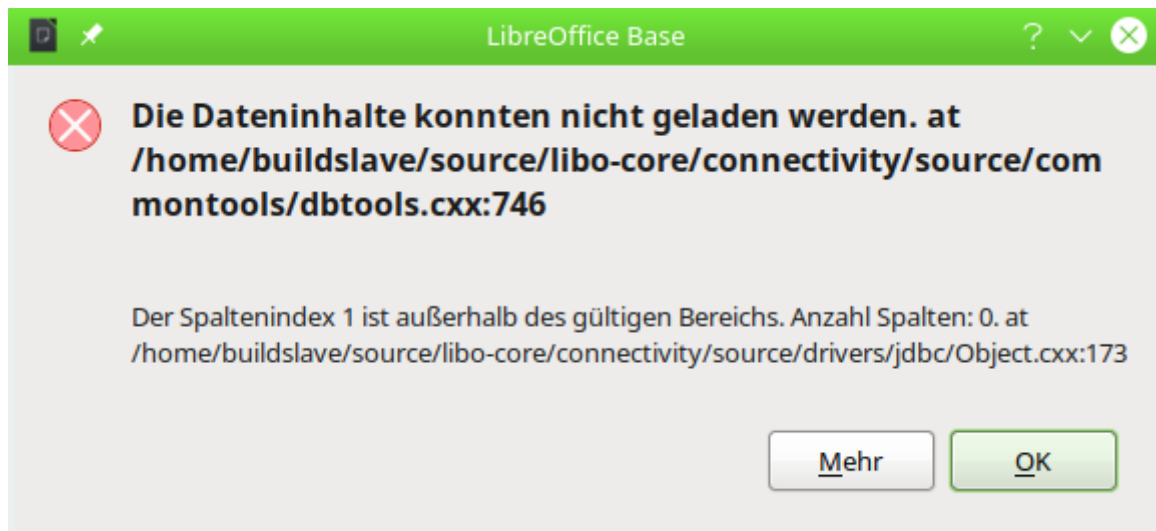 LibreOffice Base
Die Dateninhalte konnten nicht geladen werden. at
/home/buildslave/source/libo-core/connectivity/source/com
montools/dbtools.cxx:746
Der Spaltenindex 1 ist außerhalb des gültigen Bereichs. Anzahl Spalten: 0. at
/home/buildslave/source/libo-core/connectivity/source/drivers/jdbc/Object.cxx:173
Mehr
OK